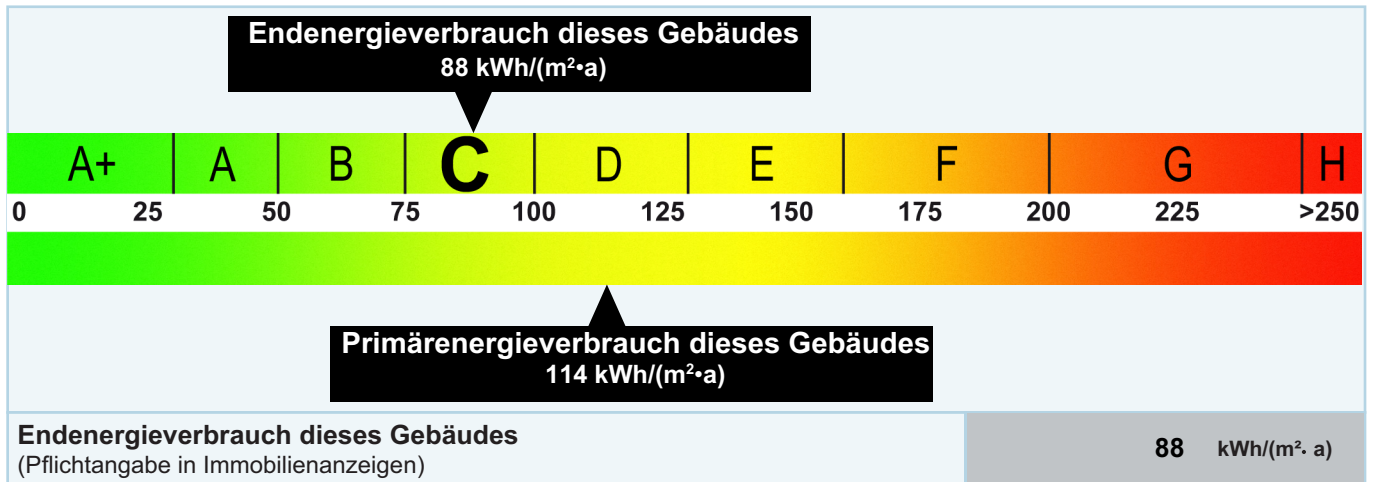 Endenergieverbrauch dieses Gebäudes
88 kWh/(m²•a)
A+ A B C D E F G H
0 25 50 75 100 125 150 175 200 225 >250
Primärenergieverbrauch dieses Gebäudes
114 kWh/(m²•a)
Endenergieverbrauch dieses Gebäudes
(Pflichtangabe in Immobilienanzeigen)
88 kWh/(m². a)